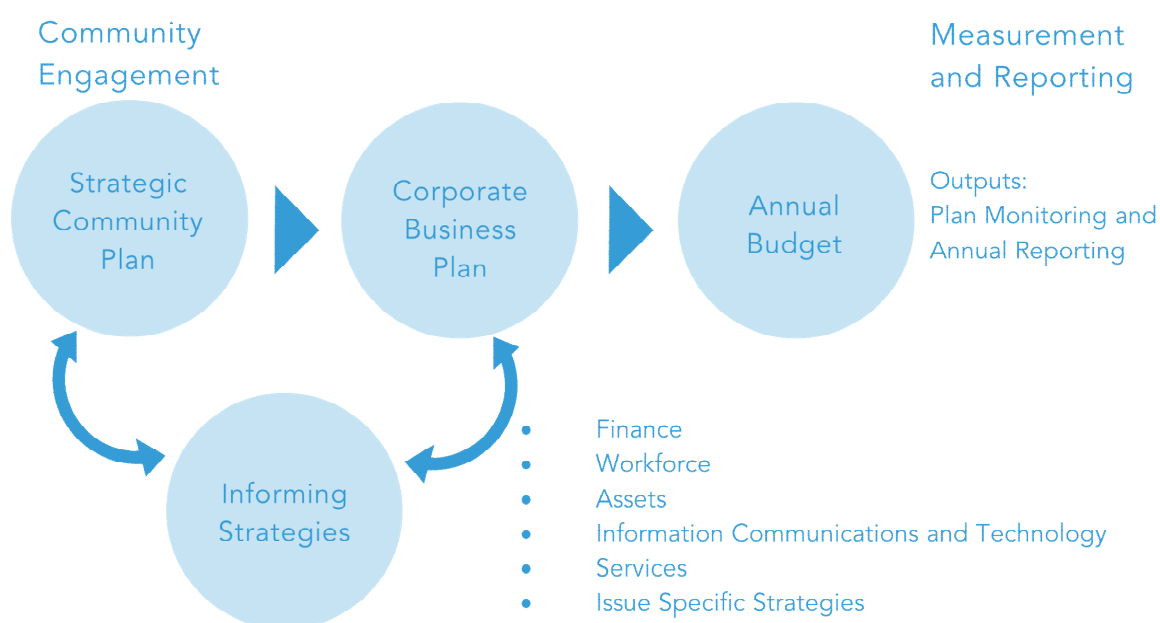 Community
Engagement
Measurement
and Reporting
Strategic
Community
Plan
Corporate
Business
Plan
Annual
Budget
Outputs:
Plan Monitoring and
Annual Reporting
Informing
Strategies
• Finance
• Workforce
• Assets
• Information Communications and Technology
• Services
• Issue Specific Strategies